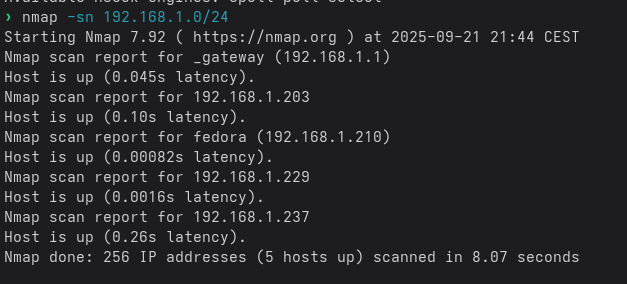 ❯ nmap -sn 192.168.1.0/24
Starting Nmap 7.92 ( https://nmap.org ) at 2025-09-21 21:44 CEST
Nmap scan report for _gateway (192.168.1.1)
Host is up (0.045s latency).
Nmap scan report for 192.168.1.203
Host is up (0.10s latency).
Nmap scan report for fedora (192.168.1.210)
Host is up (0.00082s latency).
Nmap scan report for 192.168.1.229
Host is up (0.0016s latency).
Nmap scan report for 192.168.1.237
Host is up (0.26s latency).
Nmap done: 256 IP addresses (5 hosts up) scanned in 8.07 seconds